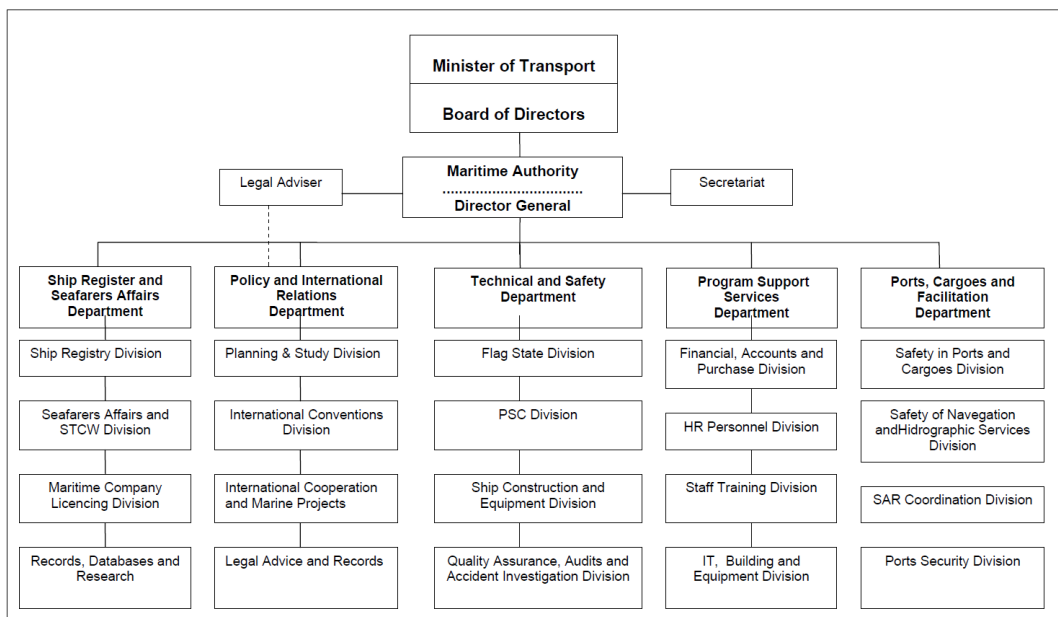 Minister of Transport
Board of Directors
Legal Adviser
Maritime Authority
..................................
Director General
Secretariat
Ship Register and
Seafarers Affairs
Department
Policy and International
Relations
Department
Technical and Safety
Department
Program Support
Services
Department
Ports, Cargoes and
Facilitation
Department
Ship Registry Division
Planning & Study Division
Flag State Division
Financial, Accounts and
Purchase Division
Safety in Ports and
Cargoes Division
Seafarers Affairs and
STCW Division
International Conventions
Division
PSC Division
HR Personnel Division
Safety of Navegation
andHidrographic Services
Division
Maritime Company
Licencing Division
International Cooperation
and Marine Projects
Ship Construction and
Equipment Division
Staff Training Division
SAR Coordination Division
Records, Databases and
Research
Legal Advice and Records
Quality Assurance, Audits and
Accident Investigation Division
IT, Building and
Equipment Division
Ports Security Division